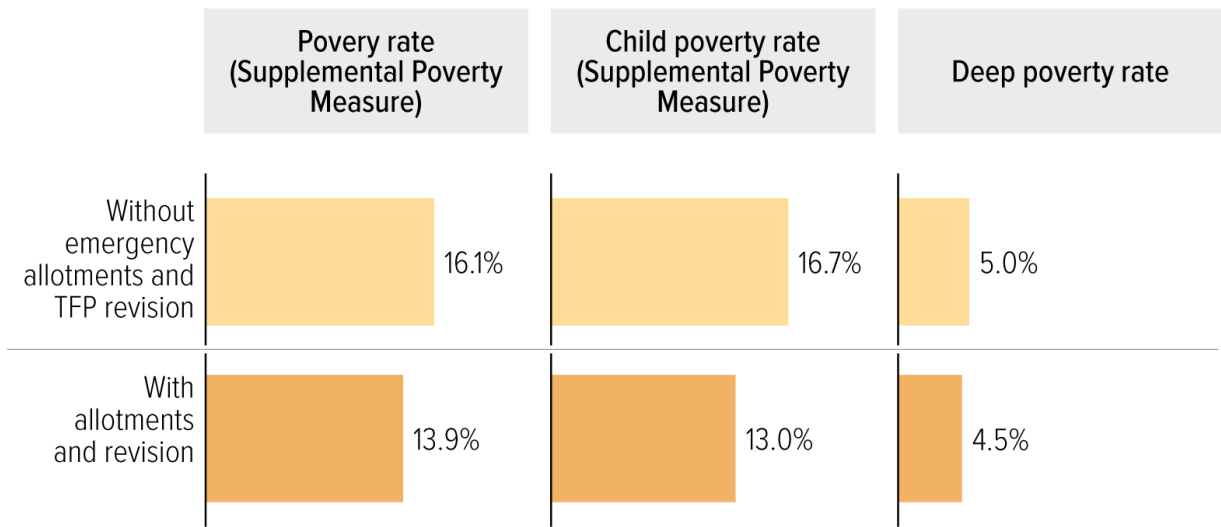 Povery rate
(Supplemental Poverty
Measure)
Child poverty rate
(Supplemental Poverty
Measure)
Deep poverty rate
Without
emergency
allotments and
TFP revision
16.1%
16.7%
5.0%
With
allotments
and revision
13.9%
13.0%
4.5%